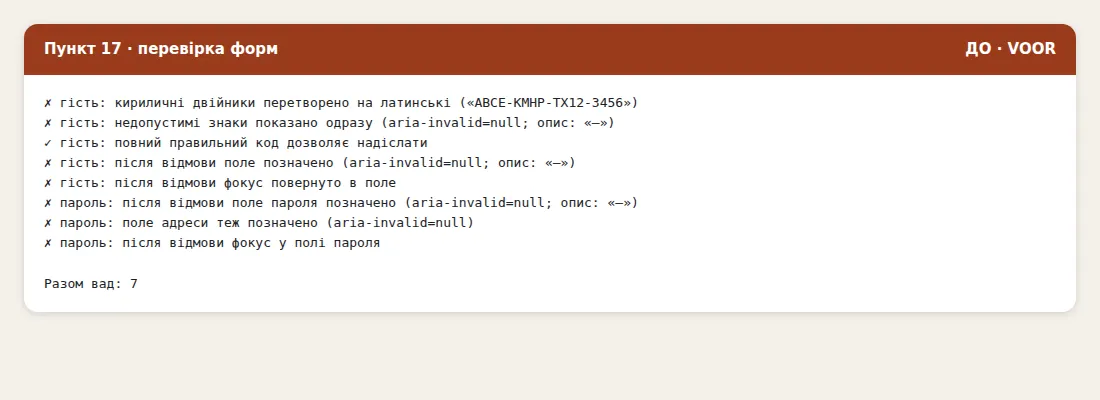 Пункт 17 · перевірка форм
ДО · VOOR
✗ гість: кириличні двійники перетворено на латинські («АВСЕ-КМНР-ТХ12-3456»)
✗ гість: недопустимі знаки показано одразу (aria-invalid=null; опис: «—»)
✓ гість: повний правильний код дозволяє надіслати
✗ гість: після відмови поле позначено (aria-invalid=null; опис: «—»)
✗ гість: після відмови фокус повернуто в поле
✗ пароль: після відмови поле пароля позначено (aria-invalid=null; опис: «—»)
✗ пароль: поле адреси теж позначено (aria-invalid=null)
✗ пароль: після відмови фокус у полі пароля
Разом вад: 7